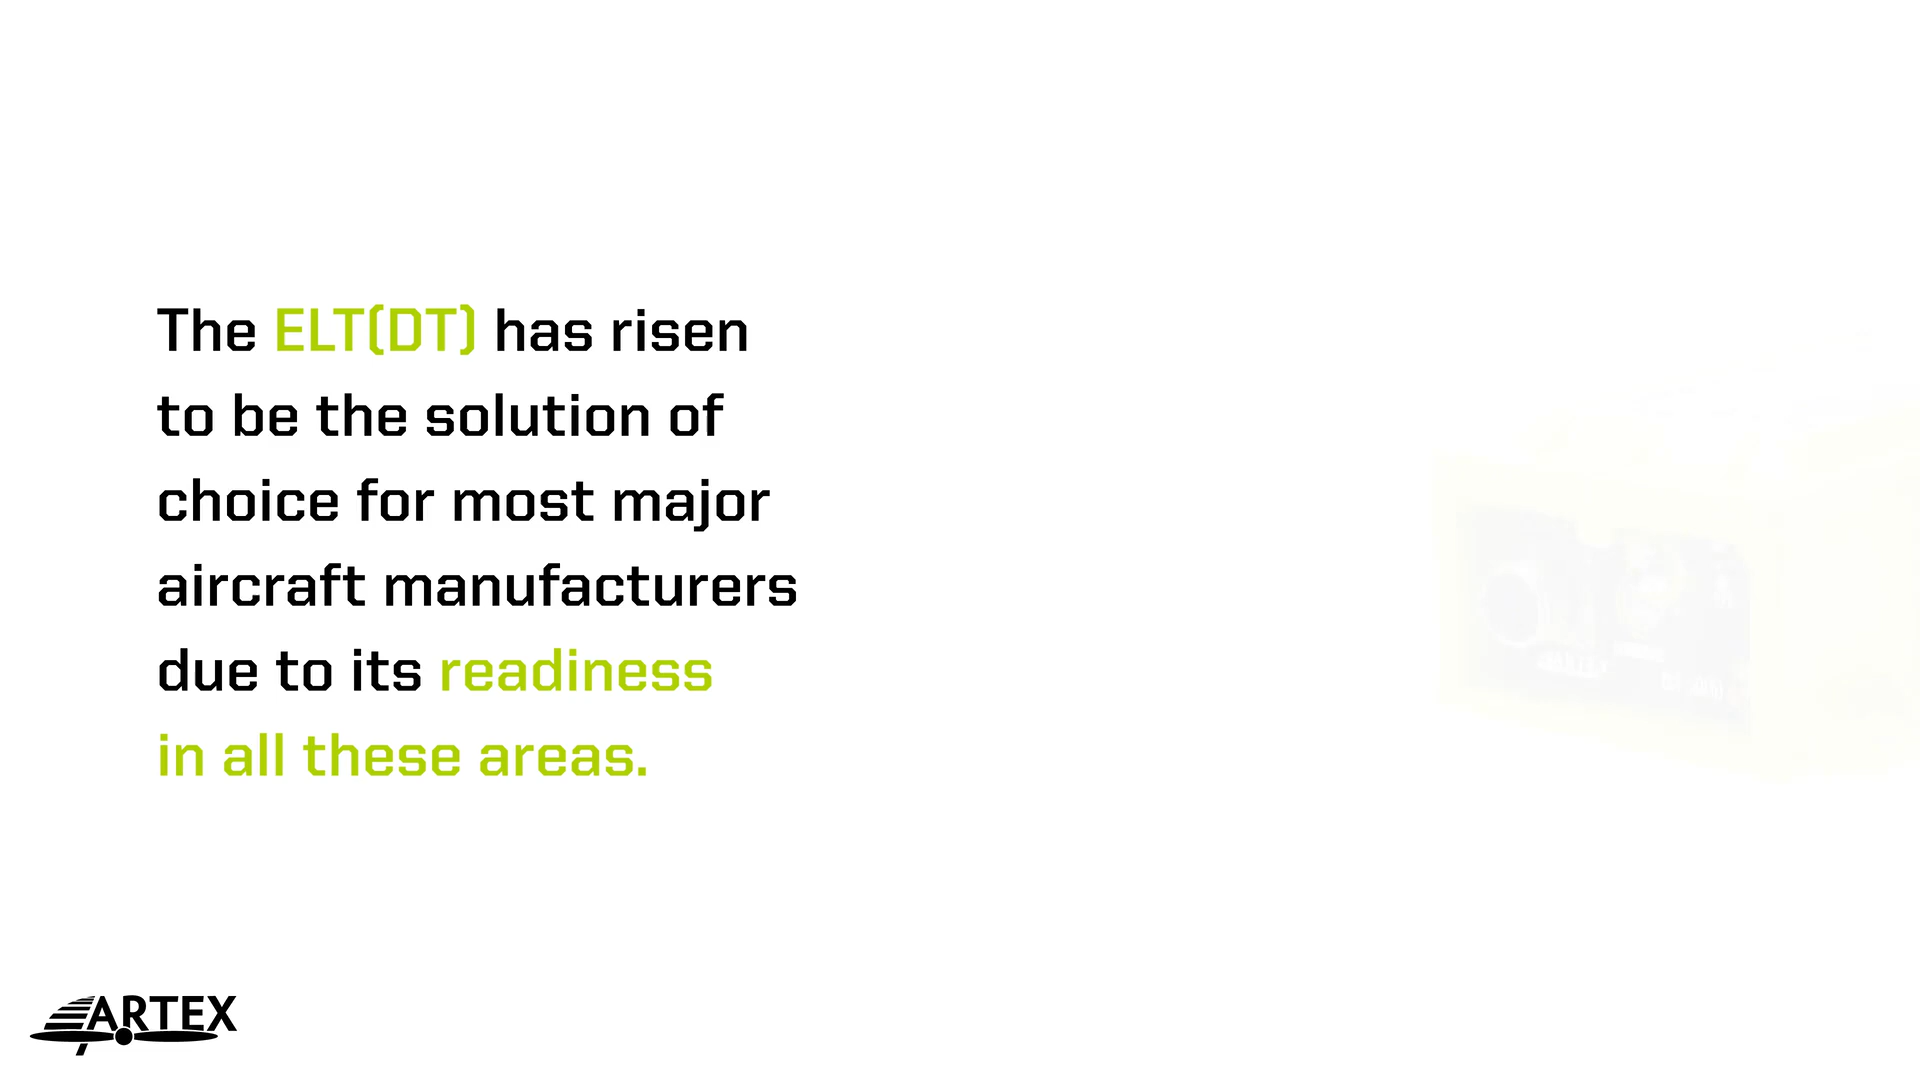 The ELT(DT) has risen
to be the solution of
choice for most major
aircraft manufacturers
due to its readiness
in all these areas.
ARTEX